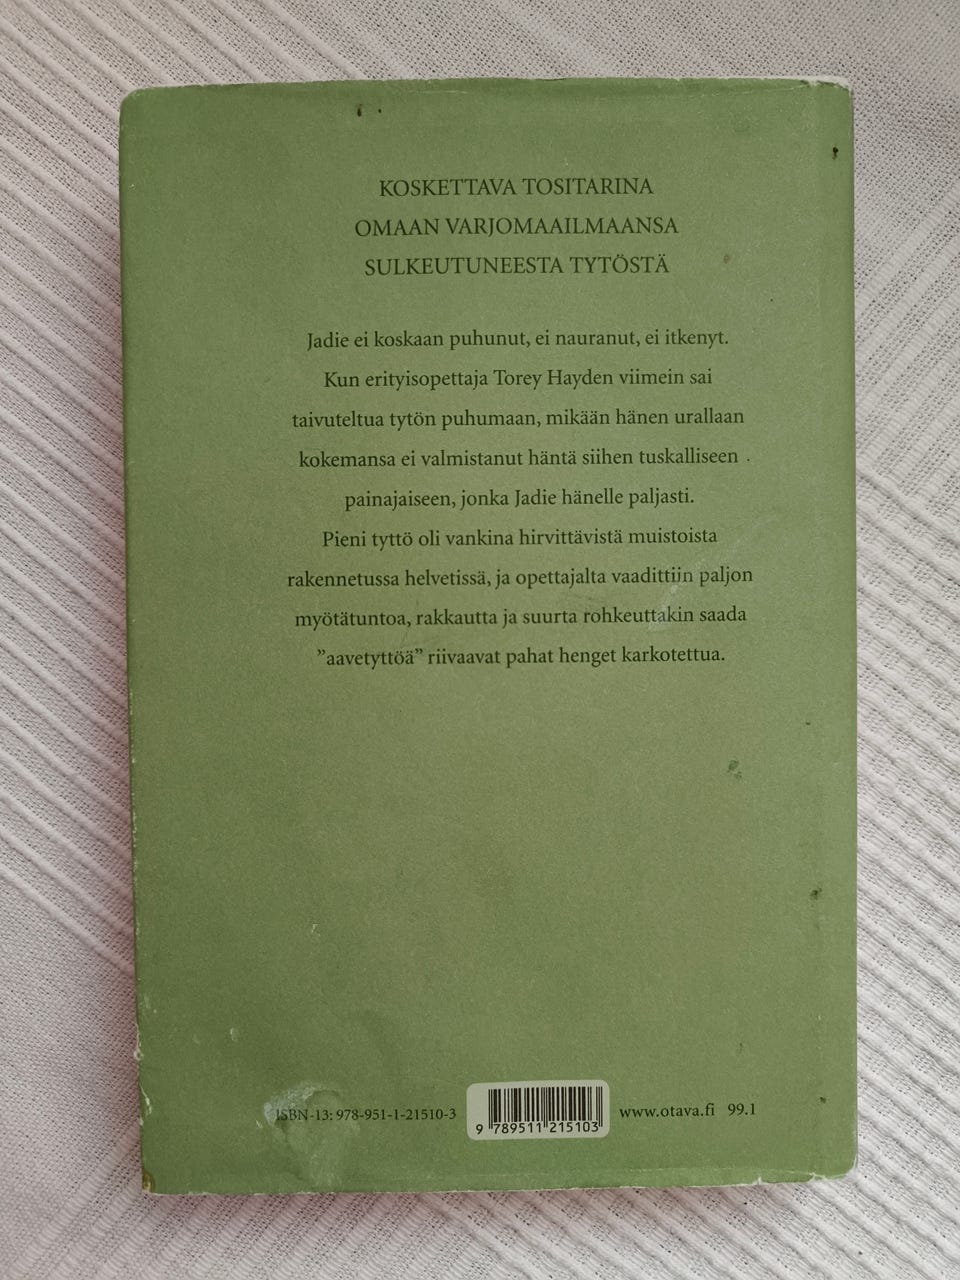 KOSKETTAVA TOSITARINA
OMAAN VARJOMAAILMAANSA
SULKEUTUNEESTA TYTÖSTÄ
Jadie ei koskaan puhunut, ei nauranut, ei itkenyt.
Kun erityisopettaja Torey Hayden viimein sai
taivuteltua tytön puhumaan, mikään hänen urallaan
kokemansa ei valmistanut häntä siihen tuskalliseen
painajaiseen, jonka Jadie hänelle paljasti.
Pieni tyttö oli vankina hirvittävistä muistoista
rakennetussa helvetissä, ja opettajalta vaadittiin paljon
myötätuntoa, rakkautta ja suurta rohkeuttakin saada
”aavetyttöä” riivaavat pahat henget karkotettua.
ISBN-13: 978-951-1-21510-3
9 789511 215103
www.otava.fi 99.1